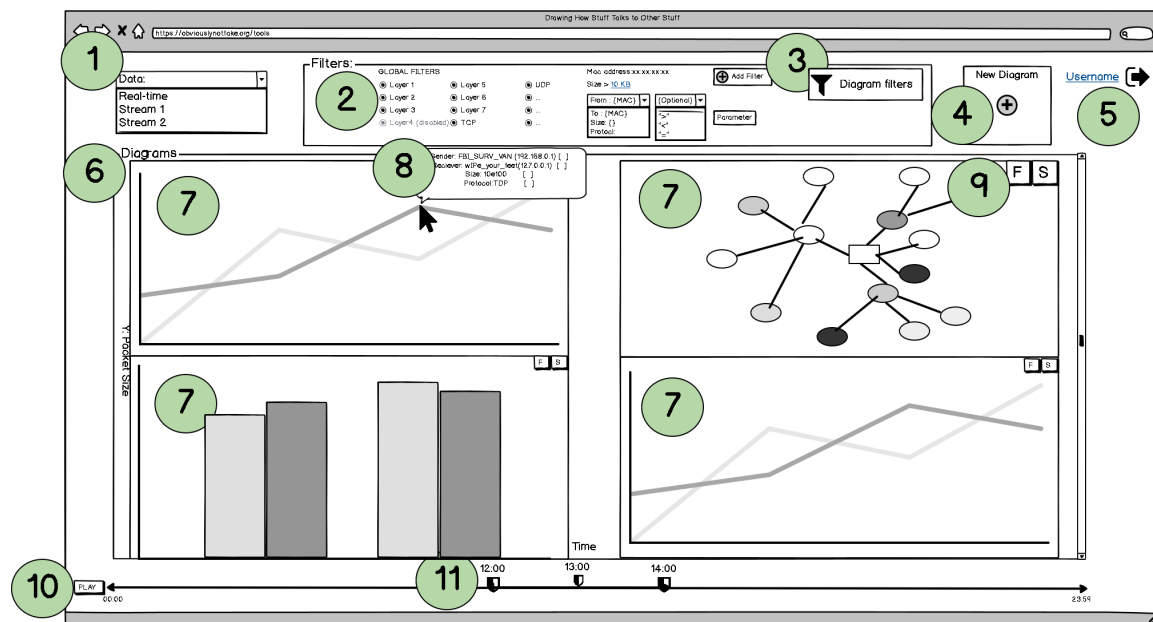 Drawing How Stuff Talks to Other Stuff
https://obviouslynotfake.org/tools
1
Data:
Real-time
Stream 1
Stream 2
Filters:
2
GLOBAL FILTERS
Layer 1
Layer 2
Layer 3
Layer4 (disabled)
Layer 5
Layer 6
Layer 7
TCP
UDP
...
...
...
Mac address:xx:xx:xx:xx
Size > 10 KB
From : {MAC}
To : {MAC}
Size: {}
Protcol:
(Optional)
">"
"<"
"="
Add Filter
Parameter
3
Diagram filters
New Diagram
4
Username
5
6
Diagrams
8
Sender: FBI_SURV_VAN (192.168.0.1) [ ]
Reciever: wIPe_your_feet(127.0.0.1) [ ]
Size: 10e100 [ ]
Protocol:TDP [ ]
7
7
9
F S
Y: Packet Size
F S
7
F S
7
Time
10
PLAY
00:00
11
12:00
13:00
14:00
23:59